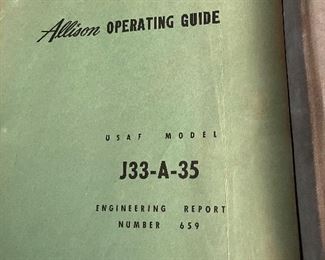 Allison OPERATING GUIDE
USAF MODEL
J33-A-35
ENGINEERING REPORT
NUMBER 659